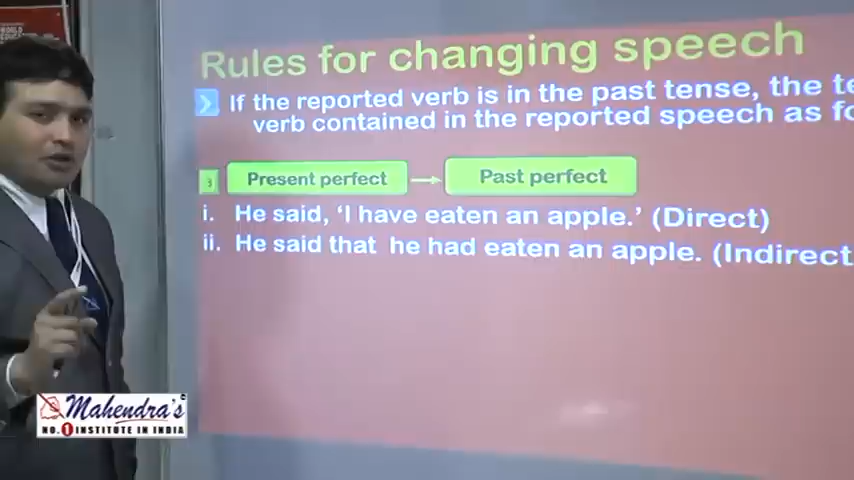 Rules for changing speech
If the reported verb is in the past tense, the
verb contained in the reported speech as
3 Present perfect Past perfect
i. He said, ‘I have eaten an apple.’ (Direct)
ii. He said that he had eaten an apple. (Indirect
Mahendra's
NO. 1 INSTITUTE IN INDIA